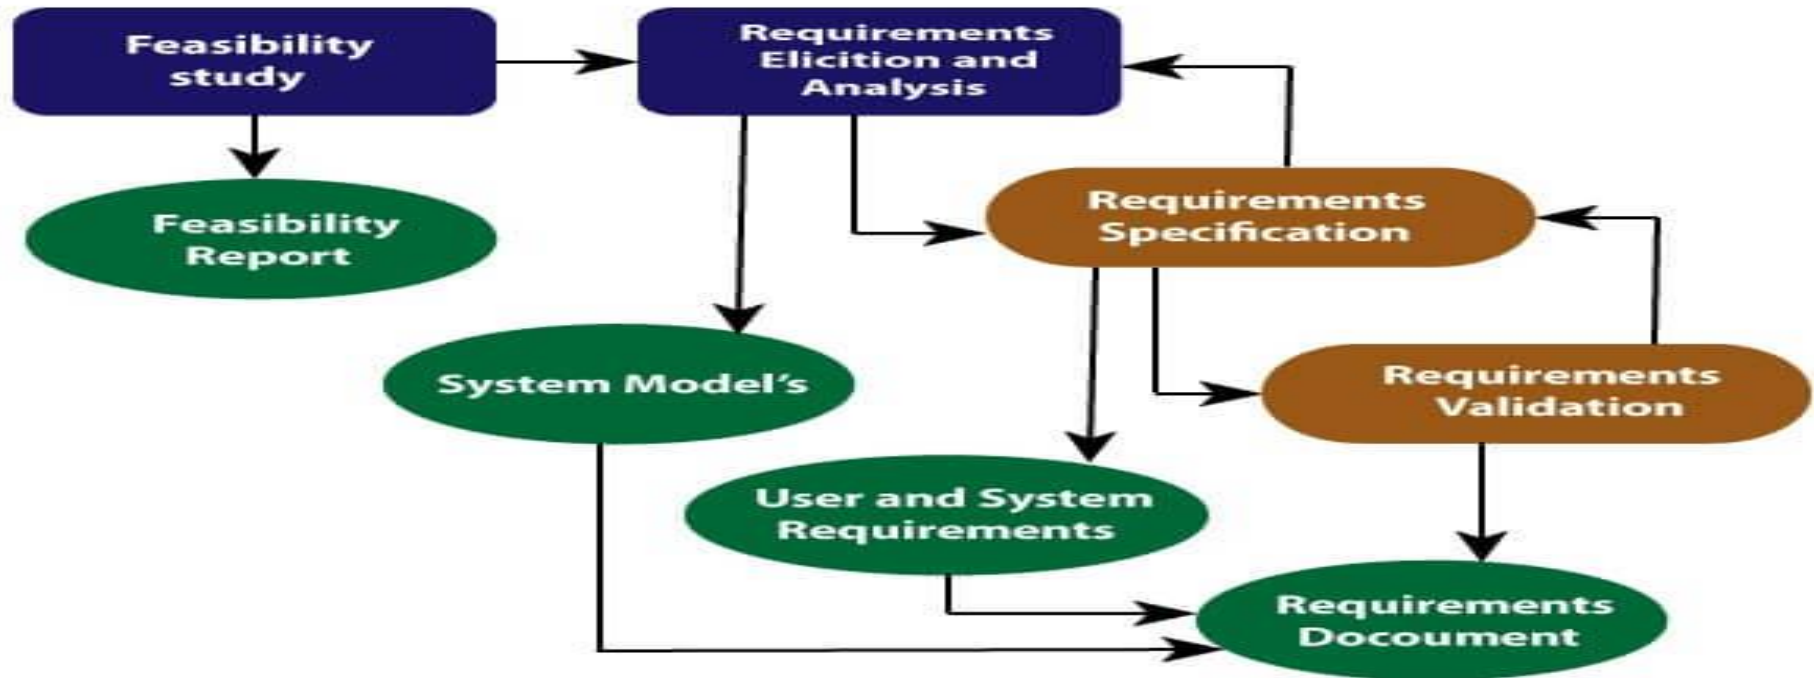 Feasibility
study
Requirements
Elicition and
Analysis
Feasibility
Report
Requirements
Specification
System Model's
Requirements
Validation
User and System
Requirements
Requirements
Docoument